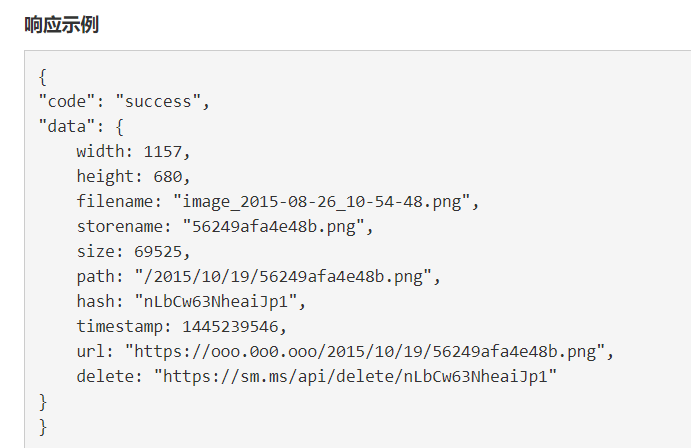 响应示例
{
"code": "success",
"data": {
    width: 1157,
    height: 680,
    filename: "image_2015-08-26_10-54-48.png",
    storename: "56249afa4e48b.png",
    size: 69525,
    path: "/2015/10/19/56249afa4e48b.png",
    hash: "nLbCw63NheaiJp1",
    timestamp: 1445239546,
    url: "https://ooo.0o0.ooo/2015/10/19/56249afa4e48b.png",
    delete: "https://sm.ms/api/delete/nLbCw63NheaiJp1"
}
}